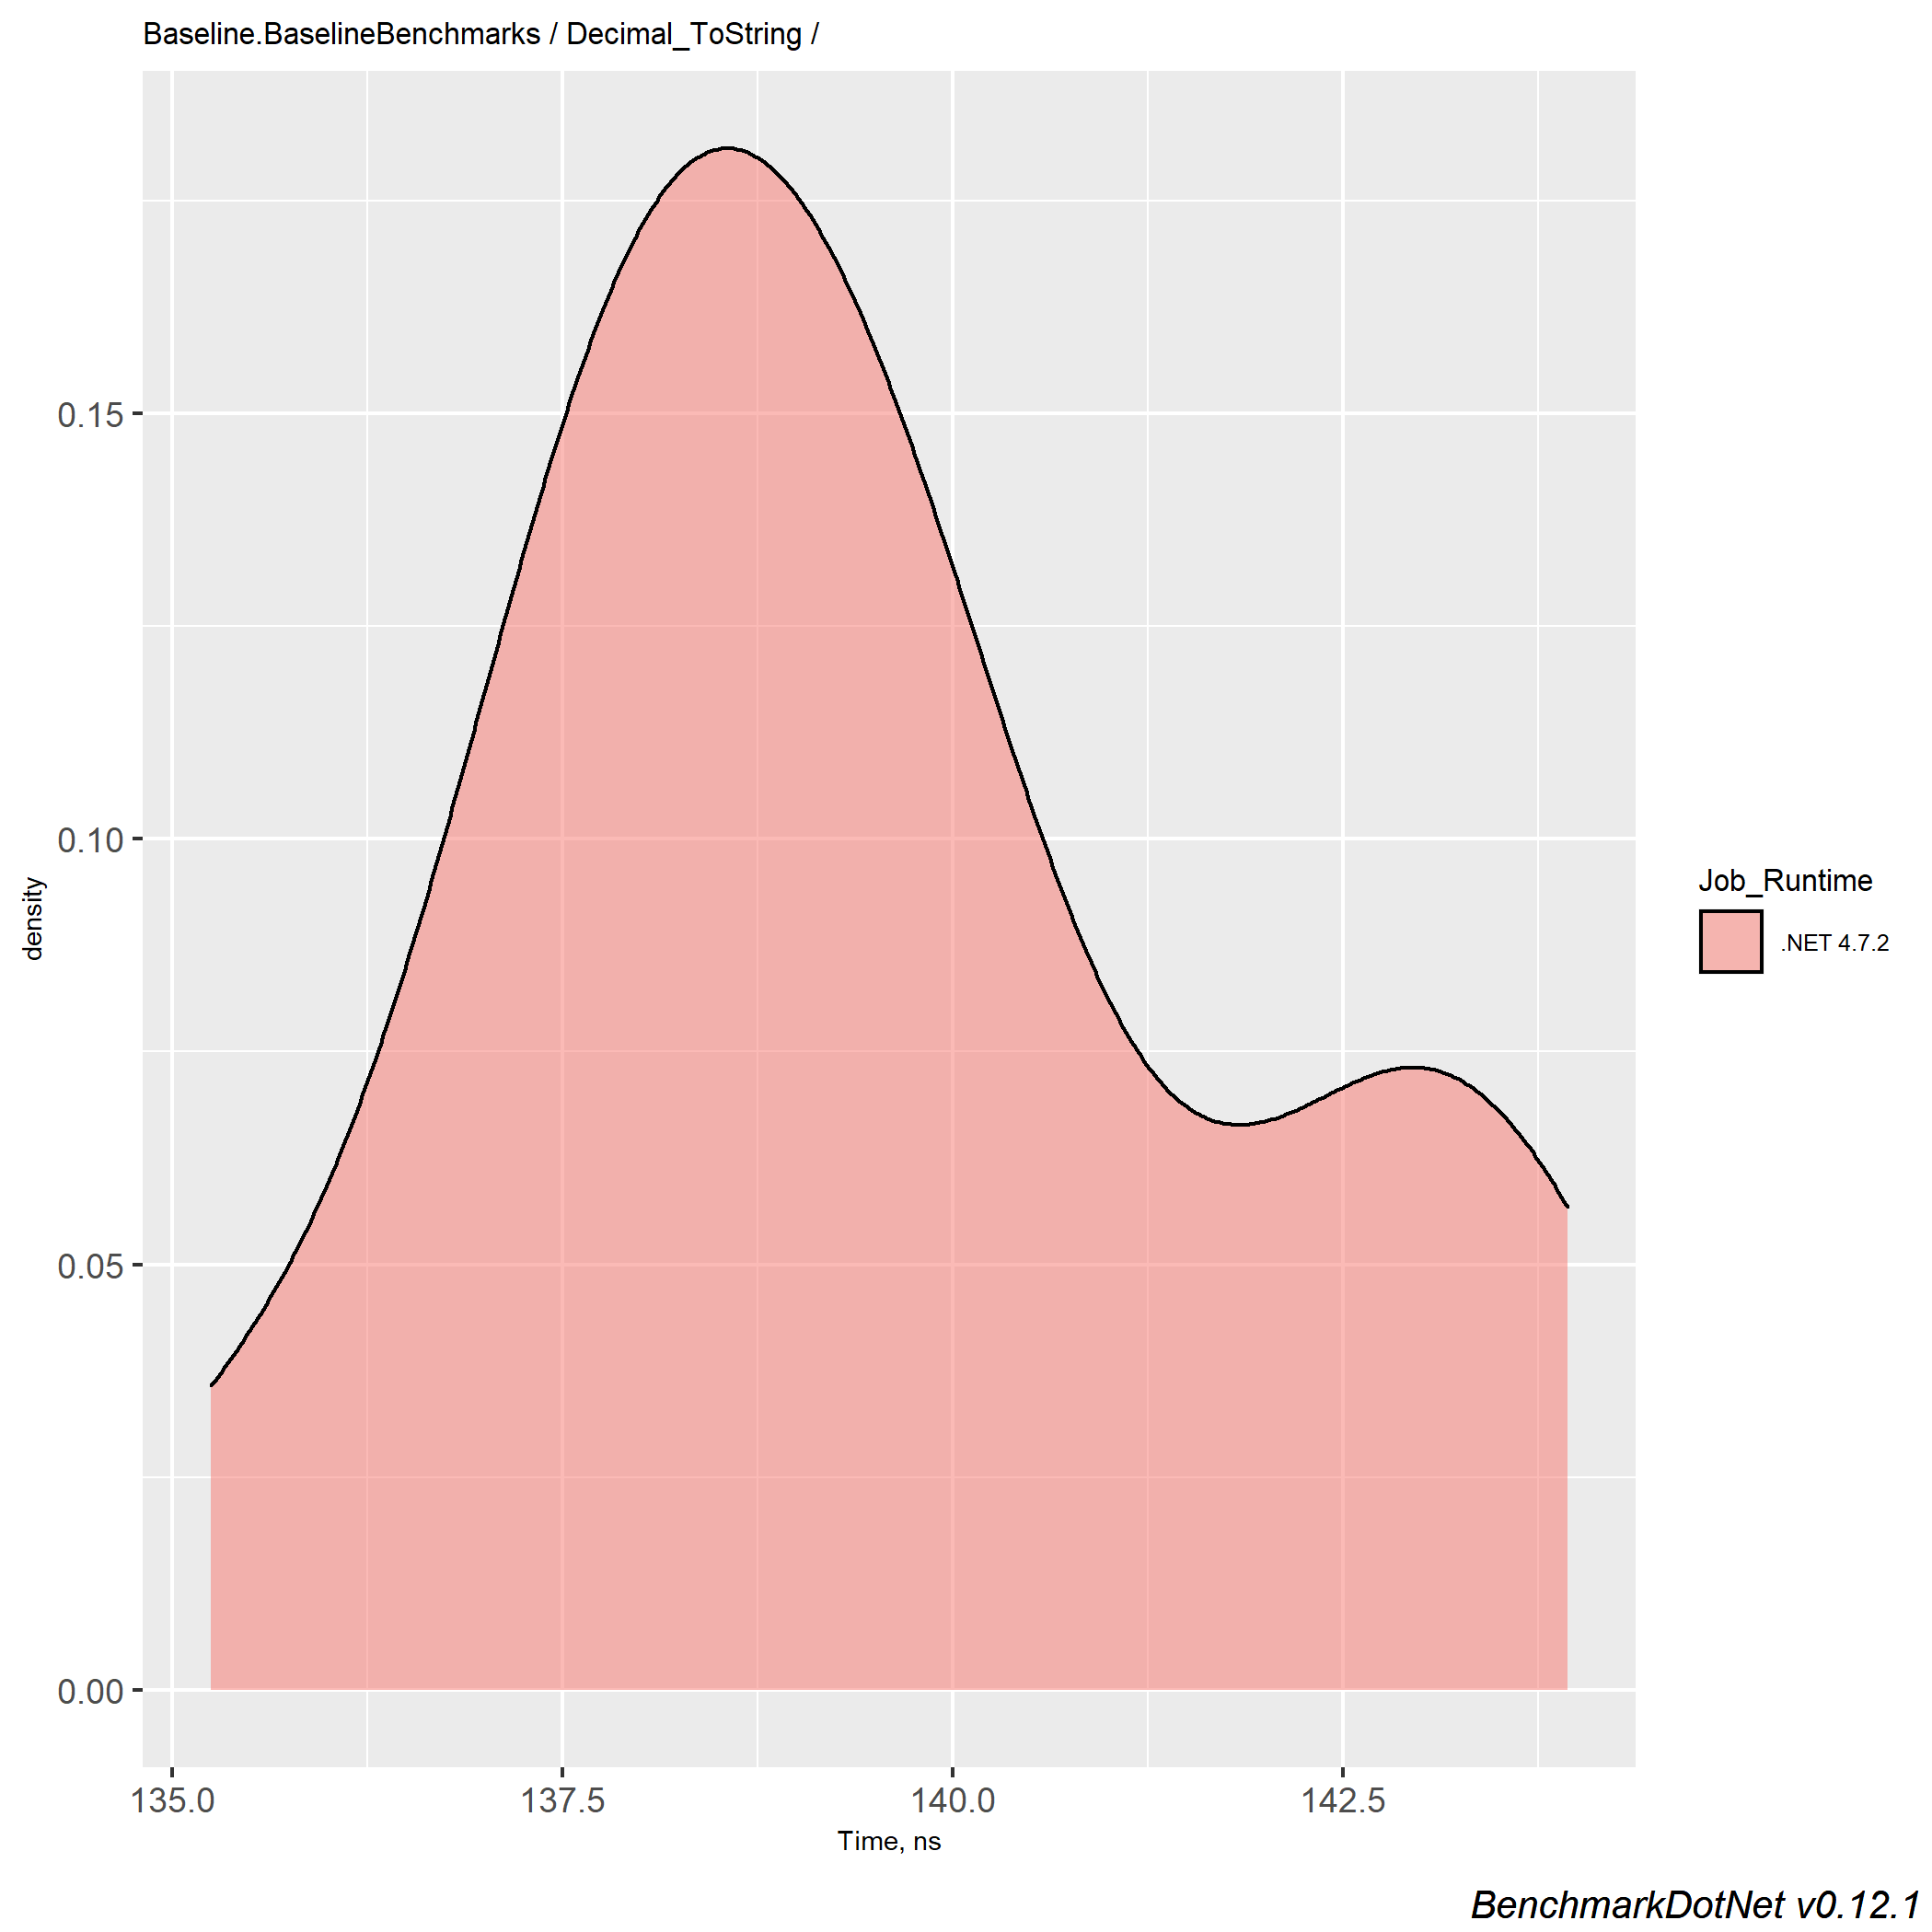 Baseline.BaselineBenchmarks / Decimal_ToString /
0.15
0.10
0.05
0.00
density
135.0 137.5 140.0 142.5
Time, ns
Job_Runtime
.NET 4.7.2
BenchmarkDotNet v0.12.1